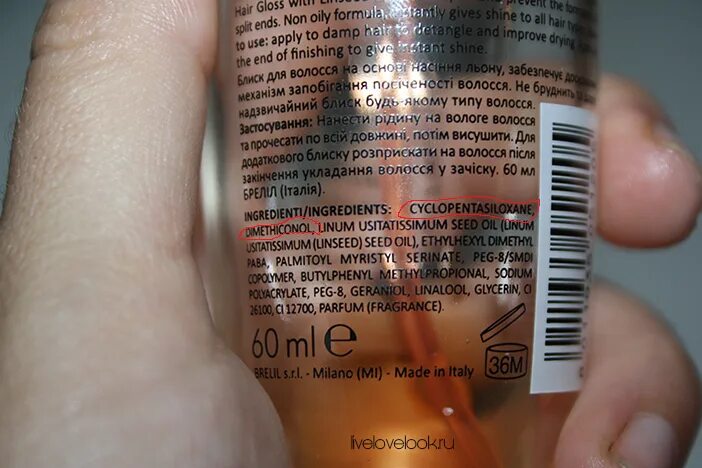 Hair Gloss with Linseed prevent the
split ends. Non oily formula, instantly gives shine to all hair
to use: apply to damp hair to detangle and improve drying.
the end of finishing to give instant shine.
Блиск для волосся на основі насіння льону, забезпечує
механізм запобігання посіченості волосся. Не бруднить
надзвичайний блиск будь-якому типу волосся.
Застосування: Нанести рідину на вологе волосся
та прочесати по всій довжині, потім висушити. Для
додаткового блиску розприскати на волосся після
закінчення укладання волосся у зачіску. 60 мл
БРЕЛІЛ (Італія).
INGREDIENTI/INGREDIENTS: CYCLOPENTASILOXANE,
DIMETHICONOL, LINUM USITATISSIMUM SEED OIL (LINUM
USITATISSIMUM (LINSEED) SEED OIL), ETHYLHEXYL DIMETHYL
PABA, PALMITOYL MYRISTYL SERINATE, PEG-8/SMDI
COPOLYMER, BUTYLPHENYL METHYLPROPIONAL, SODIUM
POLYACRYLATE, PEG-8, GERANIOL, LINALOOL, GLYCERIN, CI
26100, CI 12700, PARFUM (FRAGRANCE).
60 ml e
36M
BRELIL s.r.l. - Milano (MI) - Made in Italy
livelovelook.ru